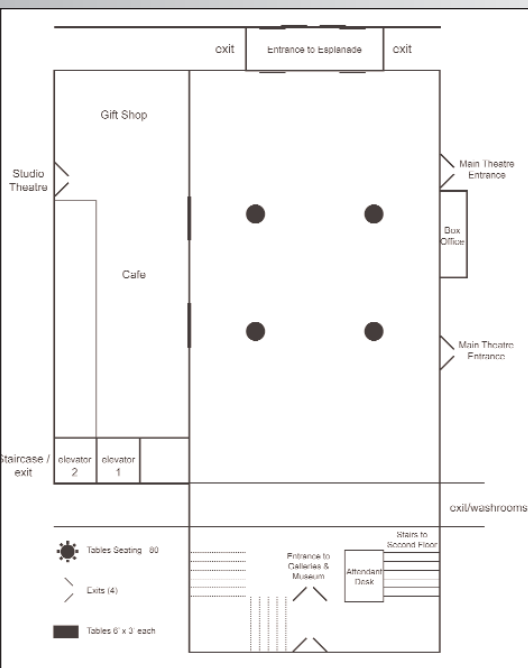 exit
Entrance to Esplanade
exit
Gift Shop
Studio
Theatre
Main Theatre
Entrance
Box
Office
Cafe
Main Theatre
Entrance
Staircase /
exit
elevator
2
elevator
1
exit/washrooms
Stairs to
Second Floor
Tables Seating 80
Entrance to
Galleries &
Museum
Attendant
Desk
Exits (4)
Tables 6' x 3' each